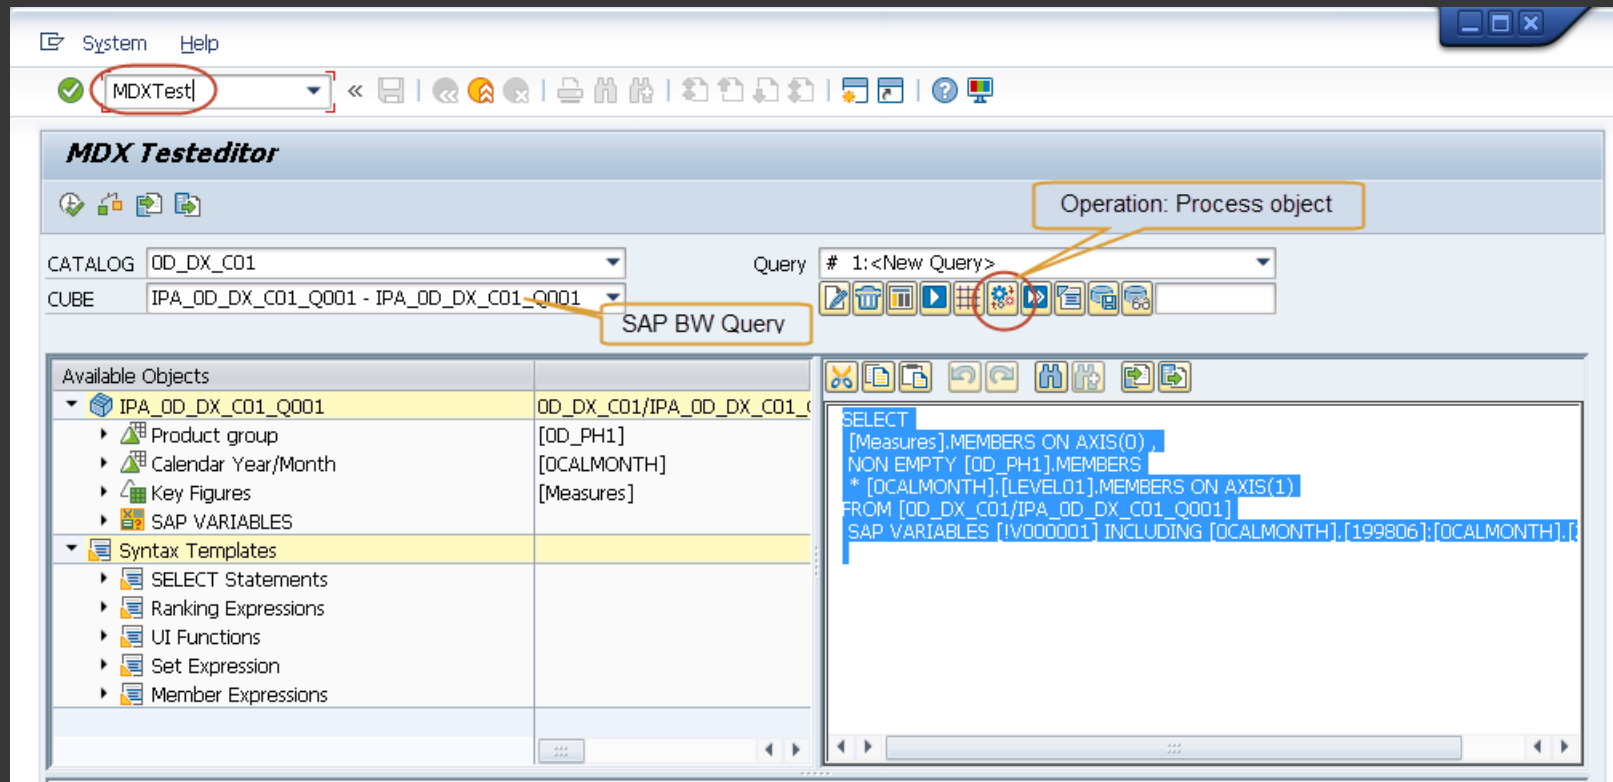 System Help
MDXTest
MDX Testeditor
Operation: Process object
CATALOG 0D_DX_C01 Query # 1:<New Query>
CUBE IPA_0D_DX_C01_Q001 - IPA_0D_DX_C01_Q001
SAP BW Query
Available Objects
IPA_0D_DX_C01_Q001 0D_DX_C01/IPA_0D_DX_C01_
Product group [0D_PH1]
Calendar Year/Month [0CALMONTH]
Key Figures [Measures]
SAP VARIABLES
Syntax Templates
SELECT Statements
Ranking Expressions
UI Functions
Set Expression
Member Expressions
SELECT
[Measures].MEMBERS ON AXIS(0) ,
NON EMPTY [0D_PH1].MEMBERS
* [0CALMONTH].[LEVEL01].MEMBERS ON AXIS(1)
FROM [0D_DX_C01/IPA_0D_DX_C01_Q001]
SAP VARIABLES [!V000001] INCLUDING [0CALMONTH].[199806]:[0CALMONTH].[